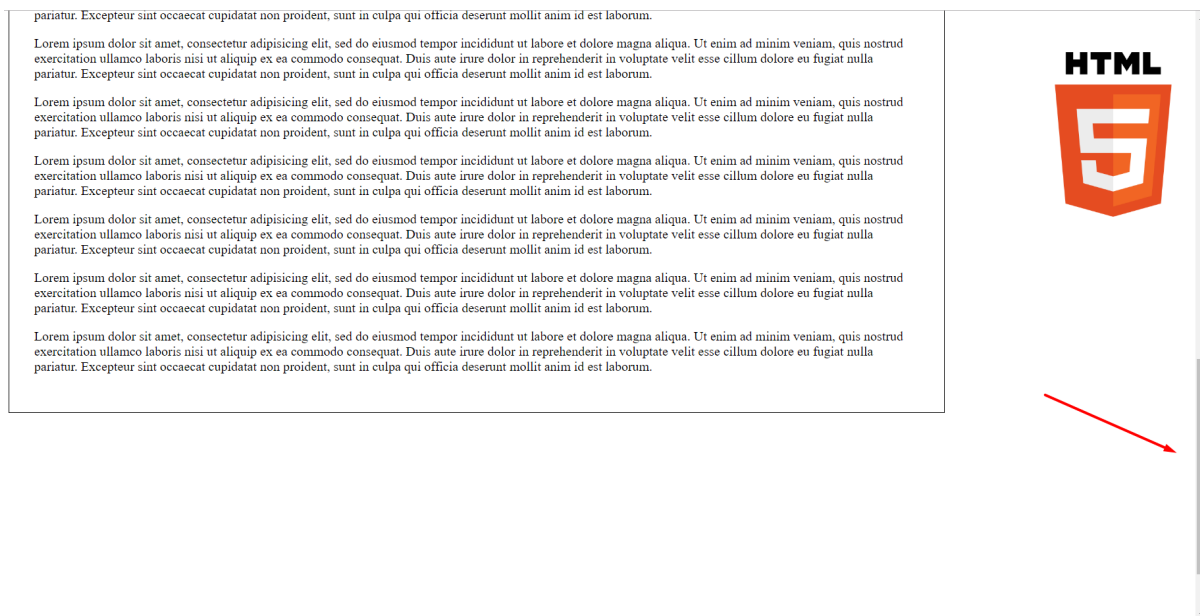 pariatur. Excepteur sint occaecat cupidatat non proident, sunt in culpa qui officia deserunt mollit anim id est laborum.
Lorem ipsum dolor sit amet, consectetur adipisicing elit, sed do eiusmod tempor incididunt ut labore et dolore magna aliqua. Ut enim ad minim veniam, quis nostrud
exercitation ullamco laboris nisi ut aliquip ex ea commodo consequat. Duis aute irure dolor in reprehenderit in voluptate velit esse cillum dolore eu fugiat nulla
pariatur. Excepteur sint occaecat cupidatat non proident, sunt in culpa qui officia deserunt mollit anim id est laborum.
Lorem ipsum dolor sit amet, consectetur adipisicing elit, sed do eiusmod tempor incididunt ut labore et dolore magna aliqua. Ut enim ad minim veniam, quis nostrud
exercitation ullamco laboris nisi ut aliquip ex ea commodo consequat. Duis aute irure dolor in reprehenderit in voluptate velit esse cillum dolore eu fugiat nulla
pariatur. Excepteur sint occaecat cupidatat non proident, sunt in culpa qui officia deserunt mollit anim id est laborum.
Lorem ipsum dolor sit amet, consectetur adipisicing elit, sed do eiusmod tempor incididunt ut labore et dolore magna aliqua. Ut enim ad minim veniam, quis nostrud
exercitation ullamco laboris nisi ut aliquip ex ea commodo consequat. Duis aute irure dolor in reprehenderit in voluptate velit esse cillum dolore eu fugiat nulla
pariatur. Excepteur sint occaecat cupidatat non proident, sunt in culpa qui officia deserunt mollit anim id est laborum.
Lorem ipsum dolor sit amet, consectetur adipisicing elit, sed do eiusmod tempor incididunt ut labore et dolore magna aliqua. Ut enim ad minim veniam, quis nostrud
exercitation ullamco laboris nisi ut aliquip ex ea commodo consequat. Duis aute irure dolor in reprehenderit in voluptate velit esse cillum dolore eu fugiat nulla
pariatur. Excepteur sint occaecat cupidatat non proident, sunt in culpa qui officia deserunt mollit anim id est laborum.
Lorem ipsum dolor sit amet, consectetur adipisicing elit, sed do eiusmod tempor incididunt ut labore et dolore magna aliqua. Ut enim ad minim veniam, quis nostrud
exercitation ullamco laboris nisi ut aliquip ex ea commodo consequat. Duis aute irure dolor in reprehenderit in voluptate velit esse cillum dolore eu fugiat nulla
pariatur. Excepteur sint occaecat cupidatat non proident, sunt in culpa qui officia deserunt mollit anim id est laborum.
Lorem ipsum dolor sit amet, consectetur adipisicing elit, sed do eiusmod tempor incididunt ut labore et dolore magna aliqua. Ut enim ad minim veniam, quis nostrud
exercitation ullamco laboris nisi ut aliquip ex ea commodo consequat. Duis aute irure dolor in reprehenderit in voluptate velit esse cillum dolore eu fugiat nulla
pariatur. Excepteur sint occaecat cupidatat non proident, sunt in culpa qui officia deserunt mollit anim id est laborum.
HTML
5